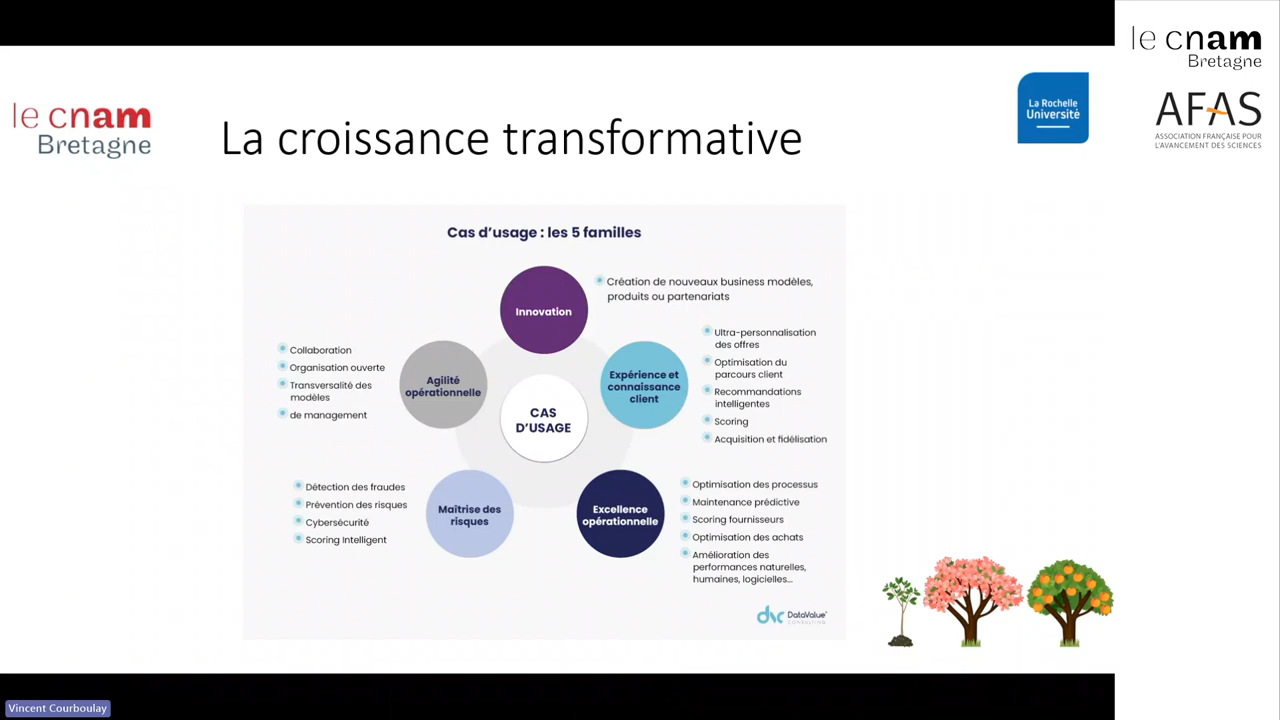 le cnam
Bretagne
La croissance transformative
La Rochelle
Université
le cnam
Bretagne
AFAS
ASSOCIATION FRANÇAISE POUR
L'AVANCEMENT DES SCIENCES
Cas d'usage : les 5 familles
Innovation
Création de nouveaux business modèles,
produits ou partenariats
Expérience et
connaissance
client
Ultra-personnalisation
des offres
Optimisation du
parcours client
Recommandations
intelligentes
Scoring
Acquisition et fidélisation
Agilité
opérationnelle
Collaboration
Organisation ouverte
Transversalité des
modèles
de management
CAS
D'USAGE
Maîtrise des
risques
Détection des fraudes
Prévention des risques
Cybersécurité
Scoring Intelligent
Excellence
opérationnelle
Optimisation des processus
Maintenance prédictive
Scoring fournisseurs
Optimisation des achats
Amélioration des
performances naturelles,
humaines, logicielles...
dvc DataValue
CONSULTING
Vincent Courboulay